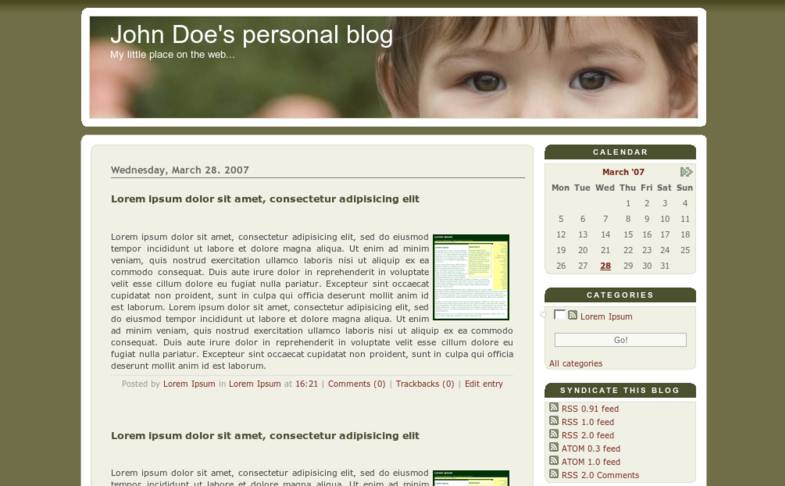 John Doe's personal blog
My little place on the web...
Wednesday, March 28. 2007
Lorem ipsum dolor sit amet, consectetur adipisicing elit
Lorem ipsum dolor sit amet, consectetur adipisicing elit, sed do eiusmod
tempor incididunt ut labore et dolore magna aliqua. Ut enim ad minim
veniam, quis nostrud exercitation ullamco laboris nisi ut aliquip ex ea
commodo consequat. Duis aute irure dolor in reprehenderit in voluptate
velit esse cillum dolore eu fugiat nulla pariatur. Excepteur sint occaecat
cupidatat non proident, sunt in culpa qui officia deserunt mollit anim id
est laborum. Lorem ipsum dolor sit amet, consectetur adipisicing elit, sed
do eiusmod tempor incididunt ut labore et dolore magna aliqua. Ut enim
ad minim veniam, quis nostrud exercitation ullamco laboris nisi ut aliquip ex ea commodo
consequat. Duis aute irure dolor in reprehenderit in voluptate velit esse cillum dolore eu
fugiat nulla pariatur. Excepteur sint occaecat cupidatat non proident, sunt in culpa qui officia
deserunt mollit anim id est laborum.
Posted by Lorem Ipsum in Lorem Ipsum at 16:21 | Comments (0) | Trackbacks (0) | Edit entry
Lorem ipsum dolor sit amet, consectetur adipisicing elit
Lorem ipsum dolor sit amet, consectetur adipisicing elit, sed do eiusmod
tempor incididunt ut labore et dolore magna aliqua. Ut enim ad minim
CALENDAR
March '07
Mon Tue Wed Thu Fri Sat Sun
1 2 3 4
5 6 7 8 9 10 11
12 13 14 15 16 17 18
19 20 21 22 23 24 25
26 27 28 29 30 31
CATEGORIES
Lorem Ipsum
Go!
All categories
SYNDICATE THIS BLOG
RSS 0.91 feed
RSS 1.0 feed
RSS 2.0 feed
ATOM 0.3 feed
ATOM 1.0 feed
RSS 2.0 Comments